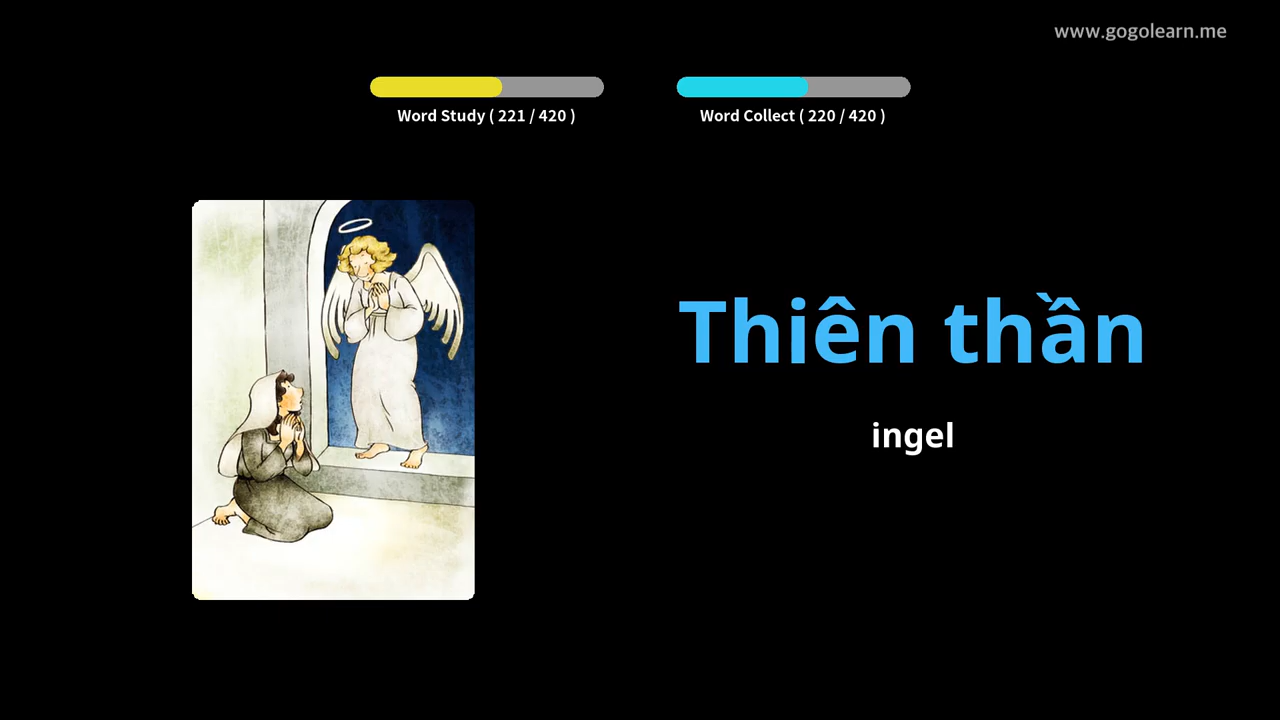 www.gogolearn.me
Word Study ( 221 / 420 )
Word Collect ( 220 / 420 )
Thiên thần
ingel